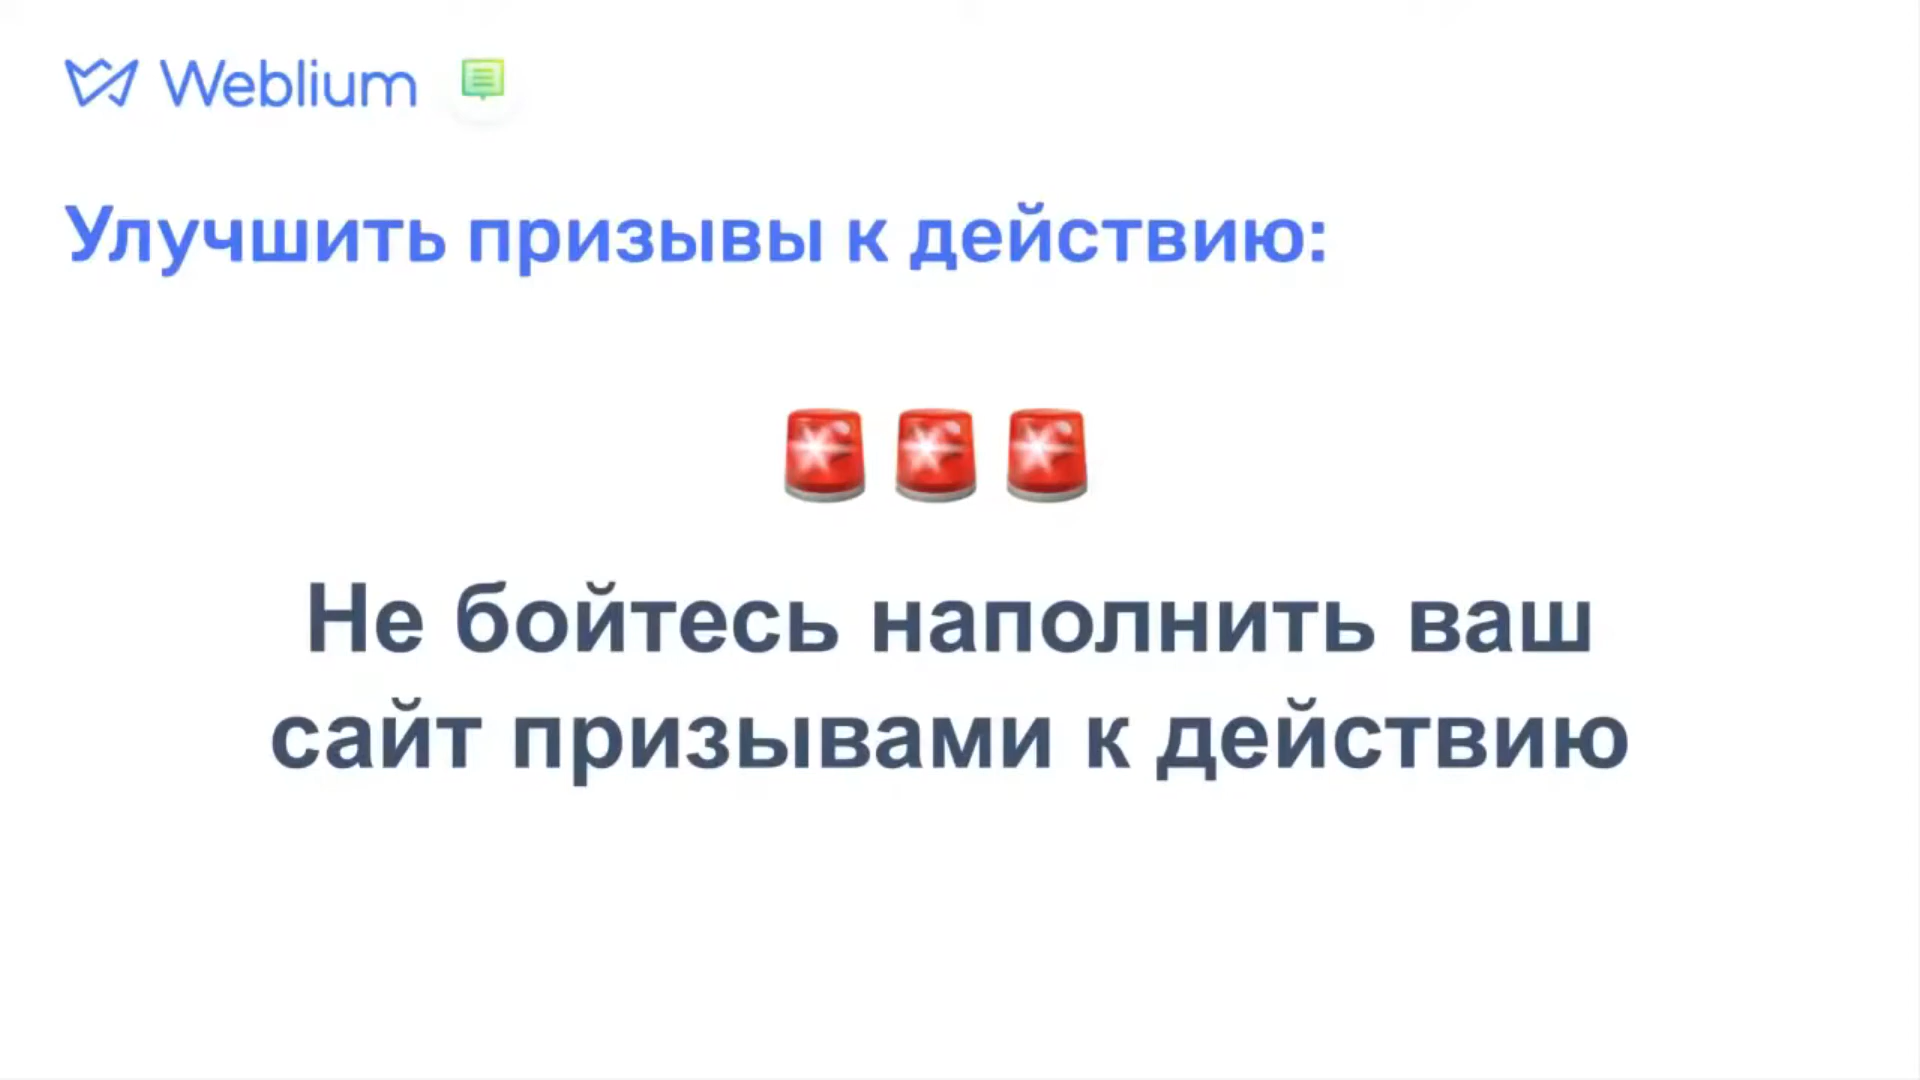 Weblium
Улучшить призывы к действию:
Не бойтесь наполнить ваш
сайт призывами к действию